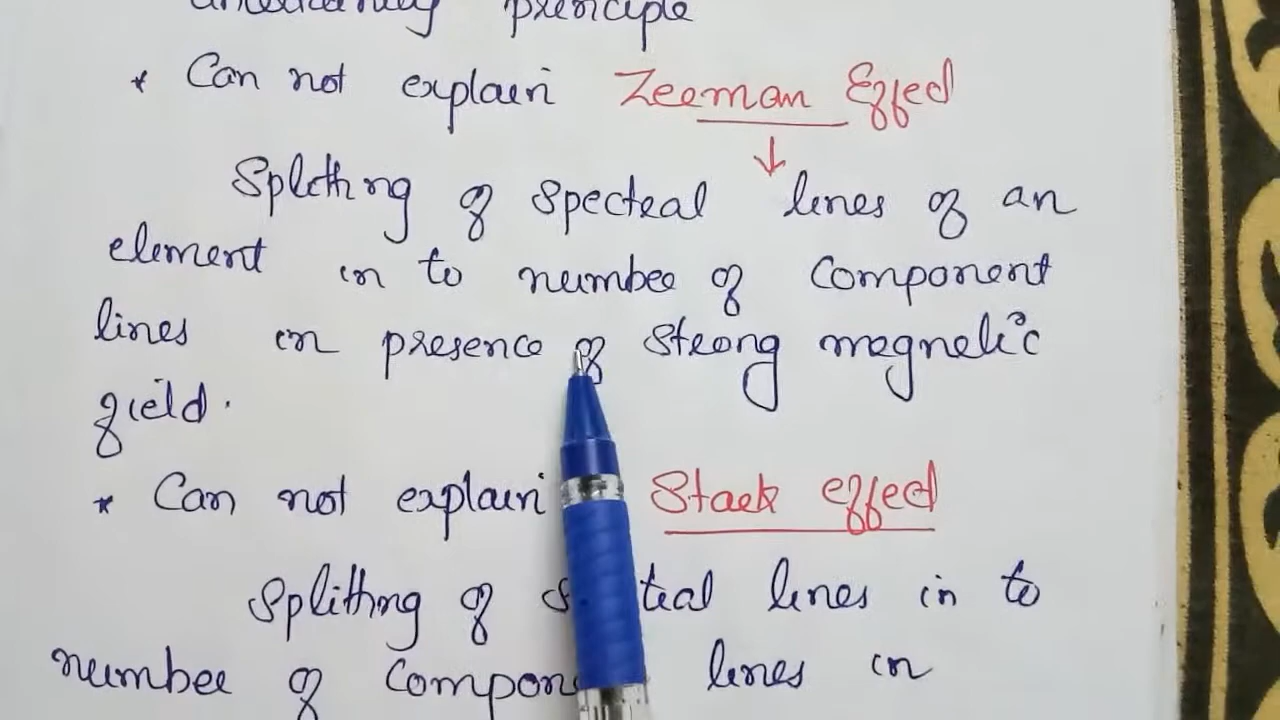 uncertainty principle
* Can not explain Zeeman Effect
↓
Splitting of spectral lines of an
element in to number of component
lines in presence of strong magnetic
field.
* Can not explain Stark effect
Splitting of lines in to
number of lines in